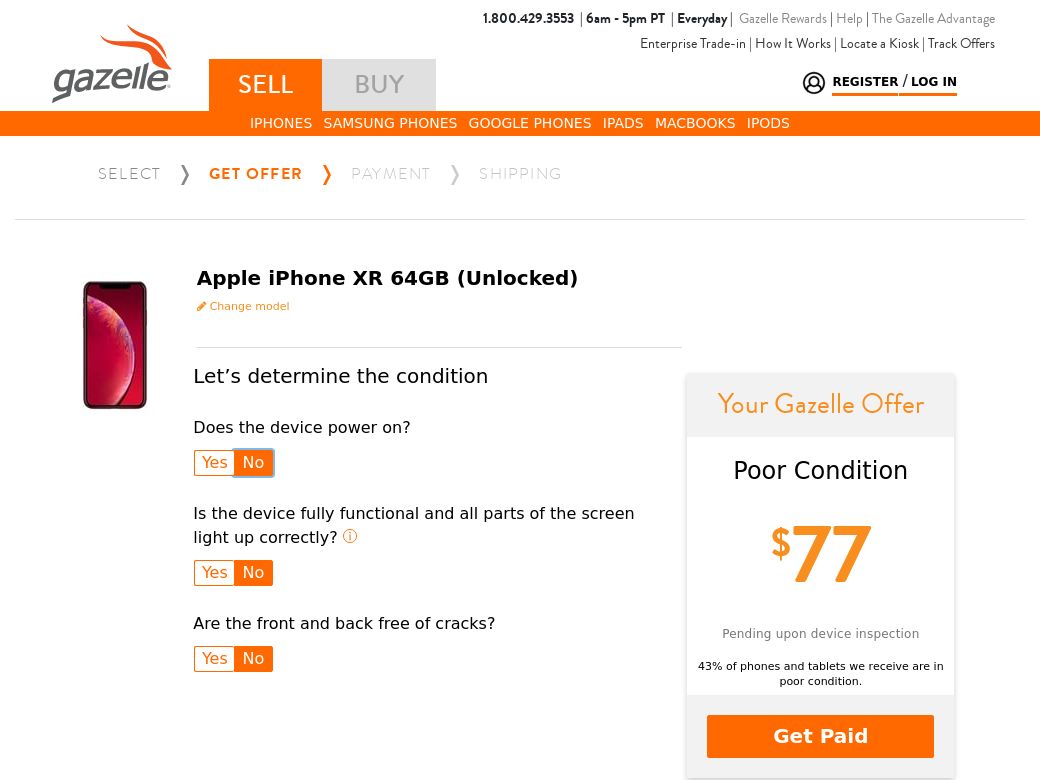 1.800.429.3553 | 6am - 5pm PT | Everyday | Gazelle Rewards | Help | The Gazelle Advantage
Enterprise Trade-in | How It Works | Locate a Kiosk | Track Offers
gazelle
SELL
BUY
REGISTER / LOG IN
IPHONES SAMSUNG PHONES GOOGLE PHONES IPADS MACBOOKS IPODS
SELECT GET OFFER PAYMENT SHIPPING
Apple iPhone XR 64GB (Unlocked)
Change model
Let’s determine the condition
Does the device power on?
Yes No
Is the device fully functional and all parts of the screen
light up correctly?
Yes No
Are the front and back free of cracks?
Yes No
Your Gazelle Offer
Poor Condition
$77
Pending upon device inspection
43% of phones and tablets we receive are in
poor condition.
Get Paid